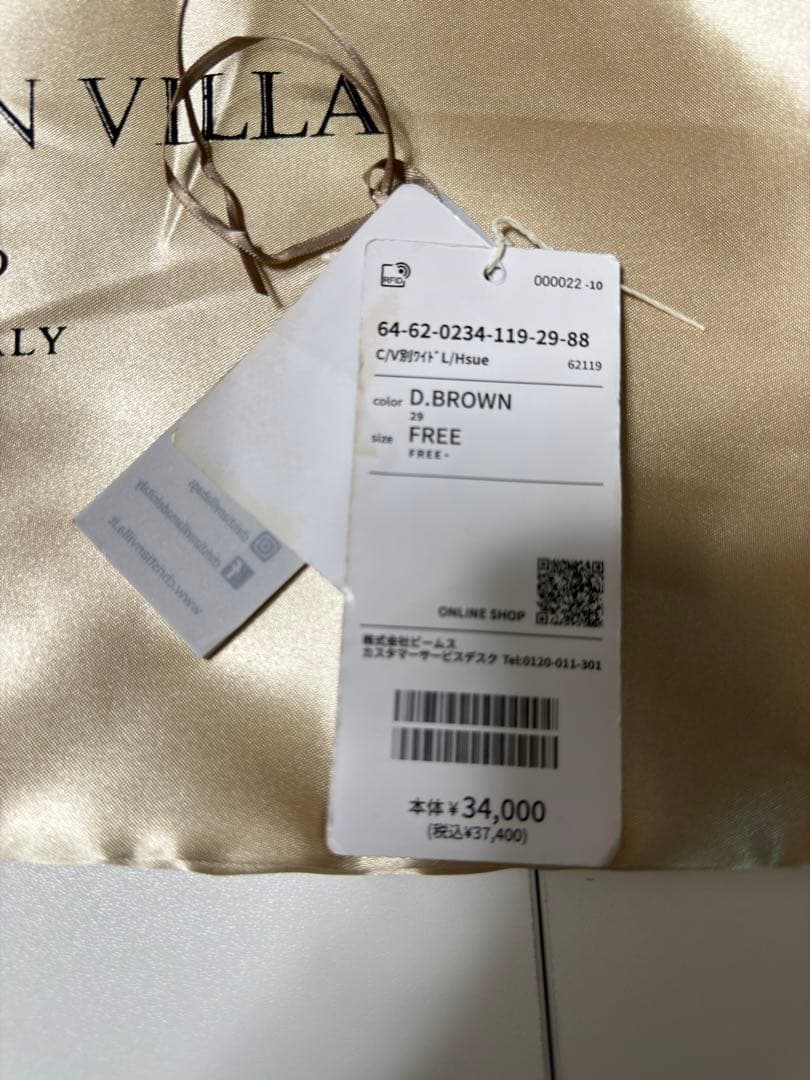 N VILLA
LY
RFID
000022 -10
64-62-0234-119-29-88
C/V別ﾜｲﾄﾞL/Hsue
62119
color D.BROWN
29
size FREE
FREE-
ONLINE SHOP
株式会社ビームス
カスタマーサービスデスク Tel:0120-011-301
本体¥34,000
(税込¥37,400)